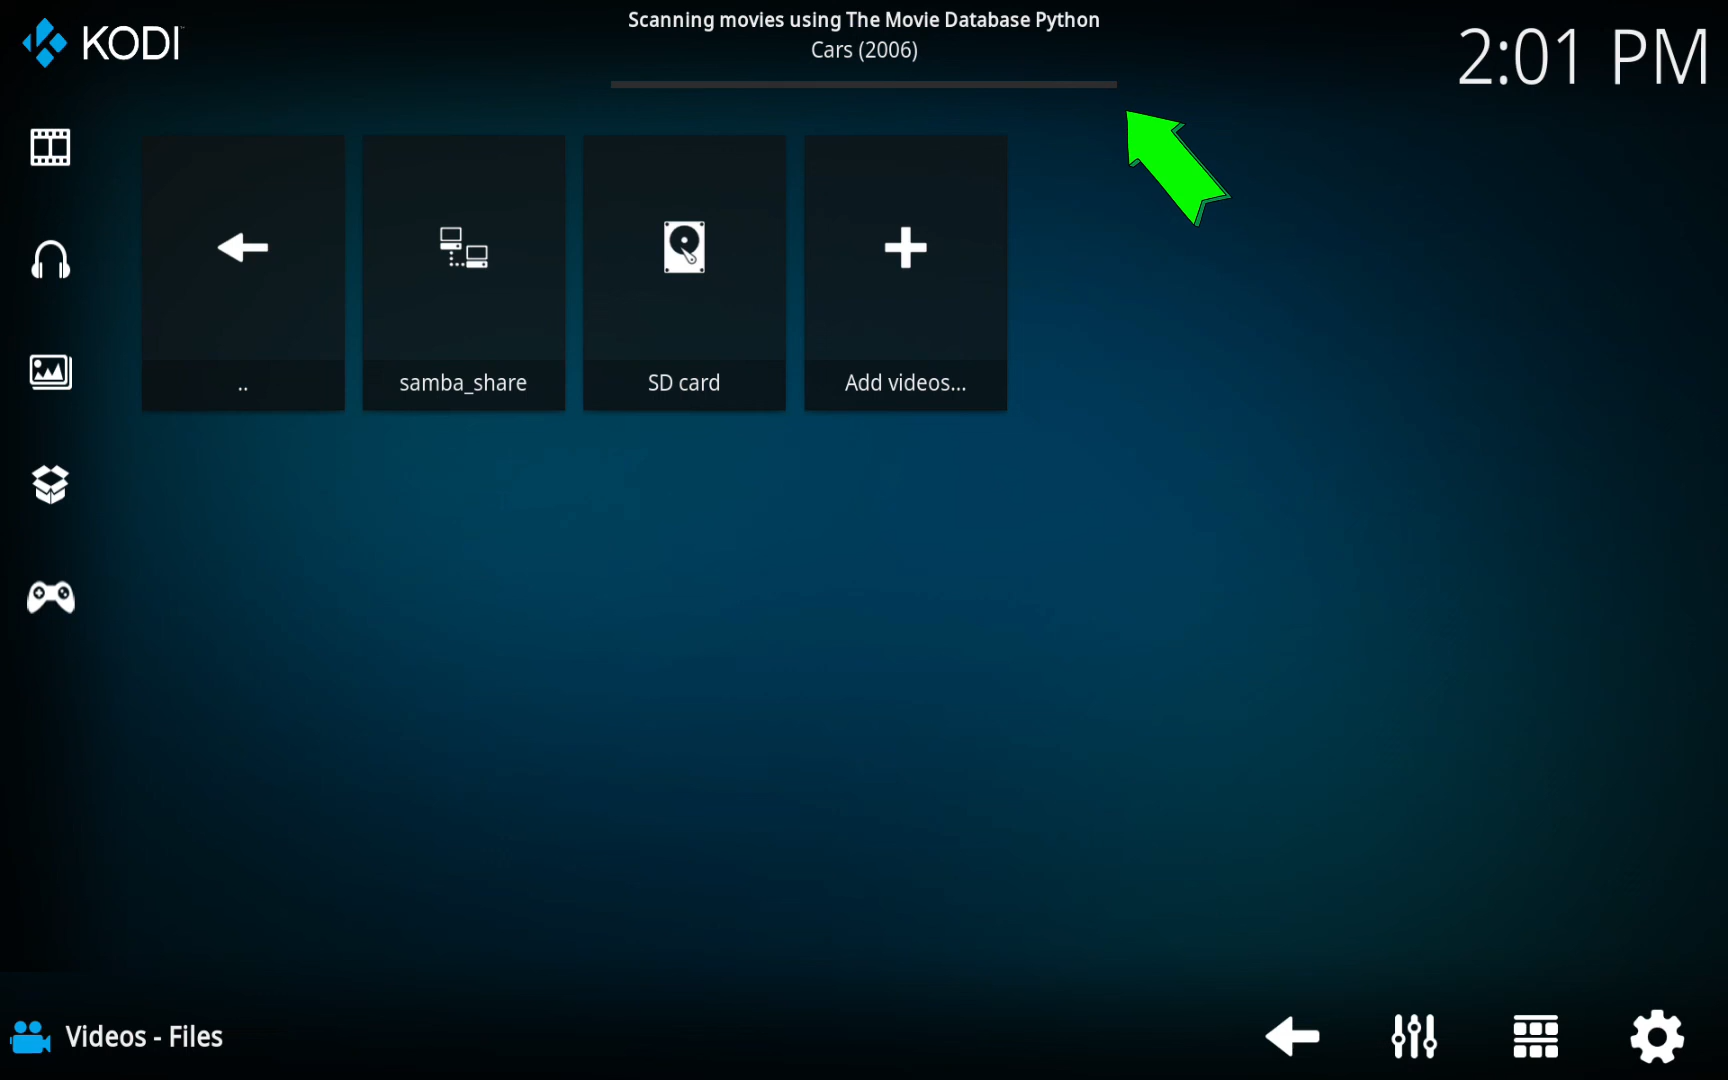 KODI
Scanning movies using The Movie Database Python
Cars (2006)
2:01 PM
..
samba_share
SD card
Add videos...
Videos - Files